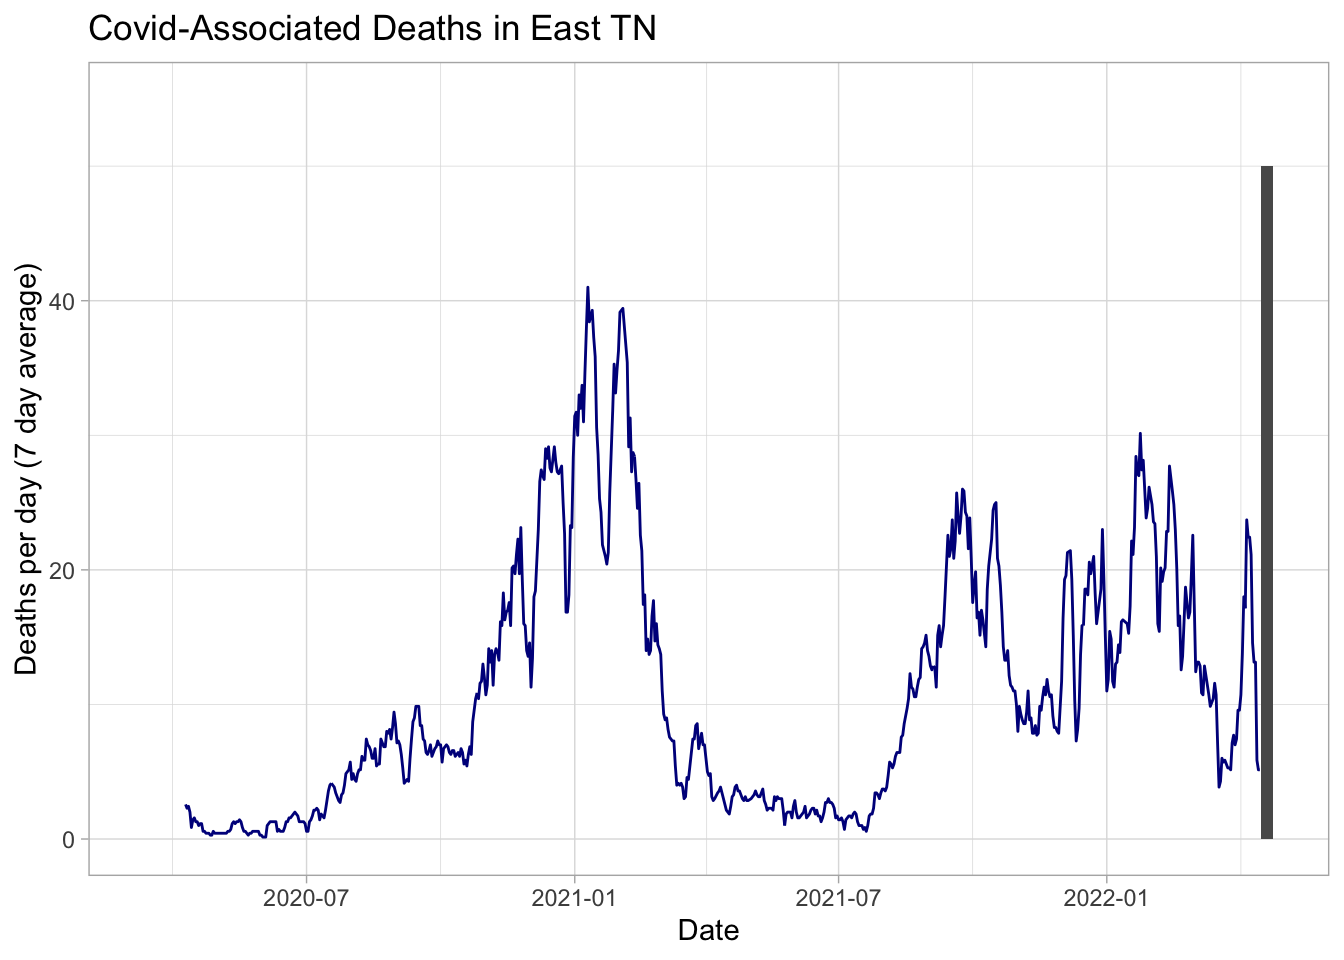 Covid-Associated Deaths in East TN
Deaths per day (7 day average)
40
20
0
2020-07
2021-01
2021-07
2022-01
Date